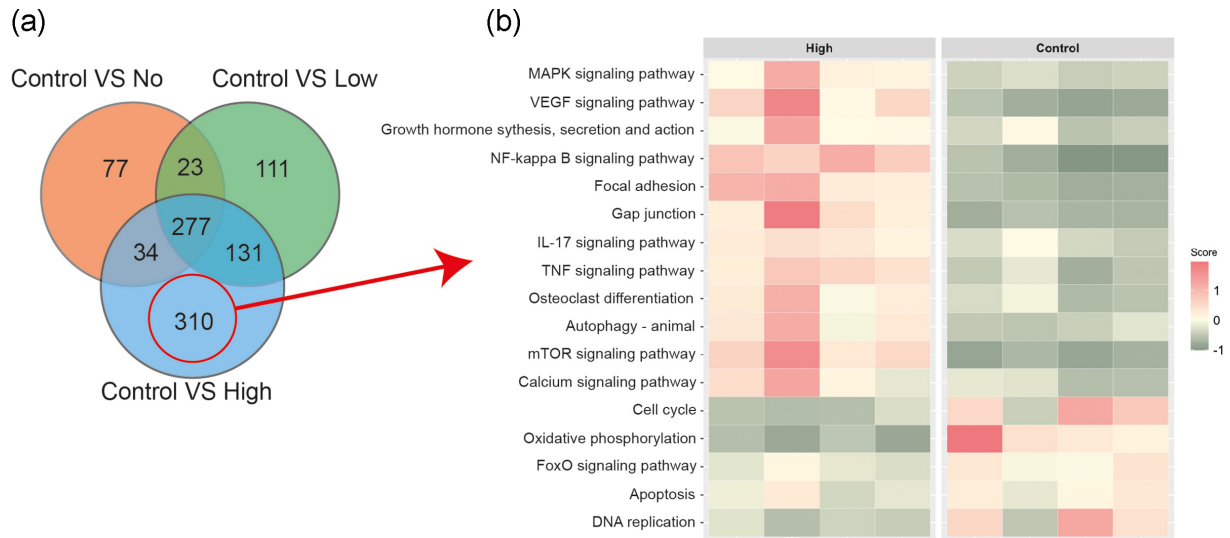 (a)
Control VS No
Control VS Low
77
23
111
277
34
131
310
Control VS High
(b)
High
Control
MAPK signaling pathway
VEGF signaling pathway
Growth hormone sythesis, secretion and action
NF-kappa B signaling pathway
Focal adhesion
Gap junction
IL-17 signaling pathway
TNF signaling pathway
Osteoclast differentiation
Autophagy - animal
mTOR signaling pathway
Calcium signaling pathway
Cell cycle
Oxidative phosphorylation
FoxO signaling pathway
Apoptosis
DNA replication
Score
1
0
-1